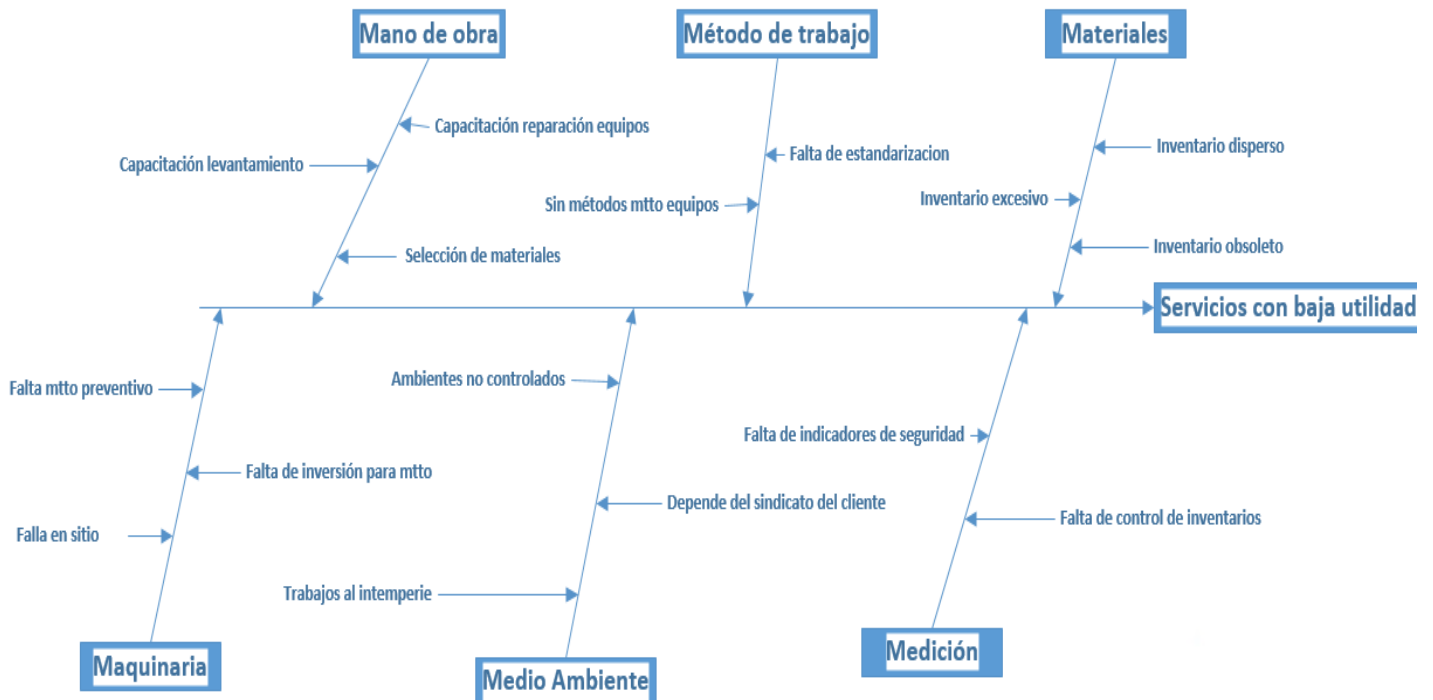 Mano de obra
Método de trabajo
Materiales
Capacitación reparación equipos
Capacitación levantamiento
Selección de materiales
Falta de estandarizacion
Sin métodos mtto equipos
Inventario disperso
Inventario excesivo
Inventario obsoleto
Servicios con baja utilidad
Falta mtto preventivo
Falta de inversión para mtto
Falla en sitio
Ambientes no controlados
Depende del sindicato del cliente
Trabajos al intemperie
Falta de indicadores de seguridad
Falta de control de inventarios
Maquinaria
Medio Ambiente
Medición